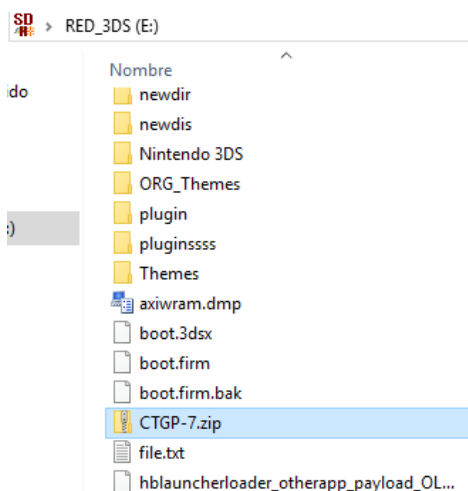 SD
RED_3DS (E:)
Nombre
ido
newdir
newdis
Nintendo 3DS
ORG_Themes
:)
plugin
pluginssss
Themes
axiwram.dmp
boot.3dsx
boot.firm
boot.firm.bak
CTGP-7.zip
file.txt
hblauncherloader_otherapp_payload_OL...